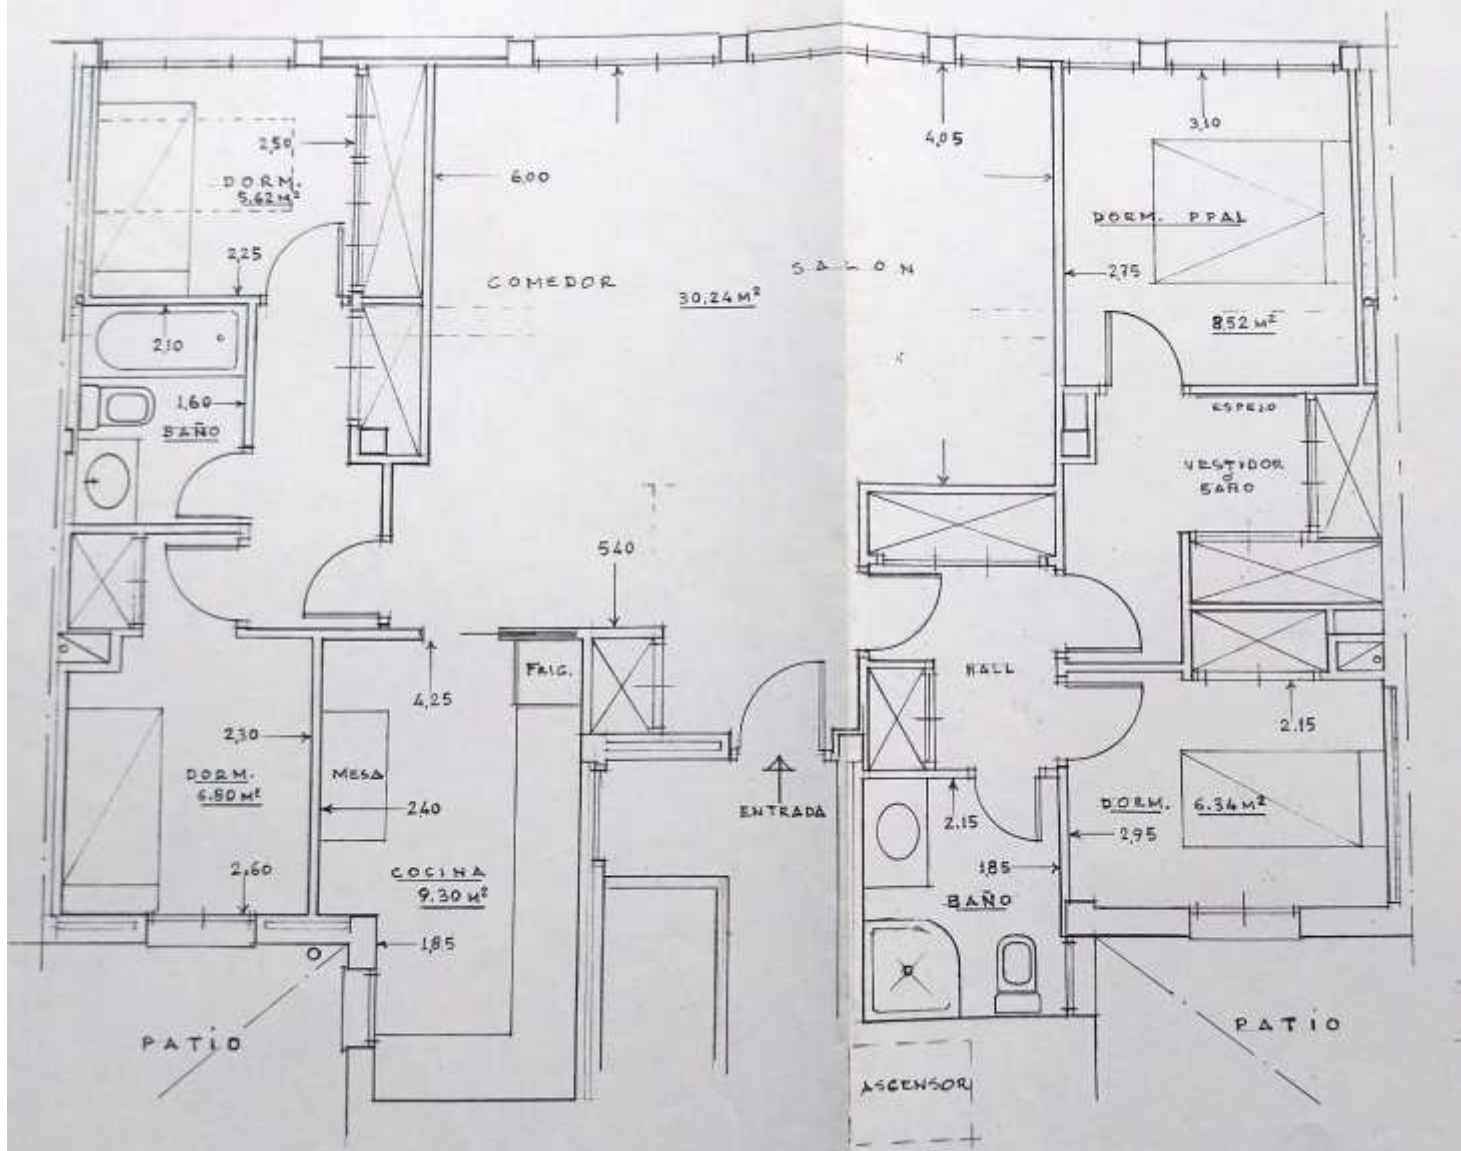 2,50
DORM.
5.62 M²
2,25
6,00
COMEDOR
SALON
30,24 M²
4,05
3,10
DORM. PPAL
2,75
8,52 M²
2,10
1,60
BAÑO
ESPEJO
VESTIDOR
o
BAÑO
5,40
4,25
FRIG.
HALL
2,30
DORM.
6.80 M²
2,60
MESA
2,40
COCINA
9.30 M²
1,85
ENTRADA
2.15
1,85
BAÑO
2.15
DORM.
6.34 M²
2,95
PATIO
PATIO
ASCENSOR